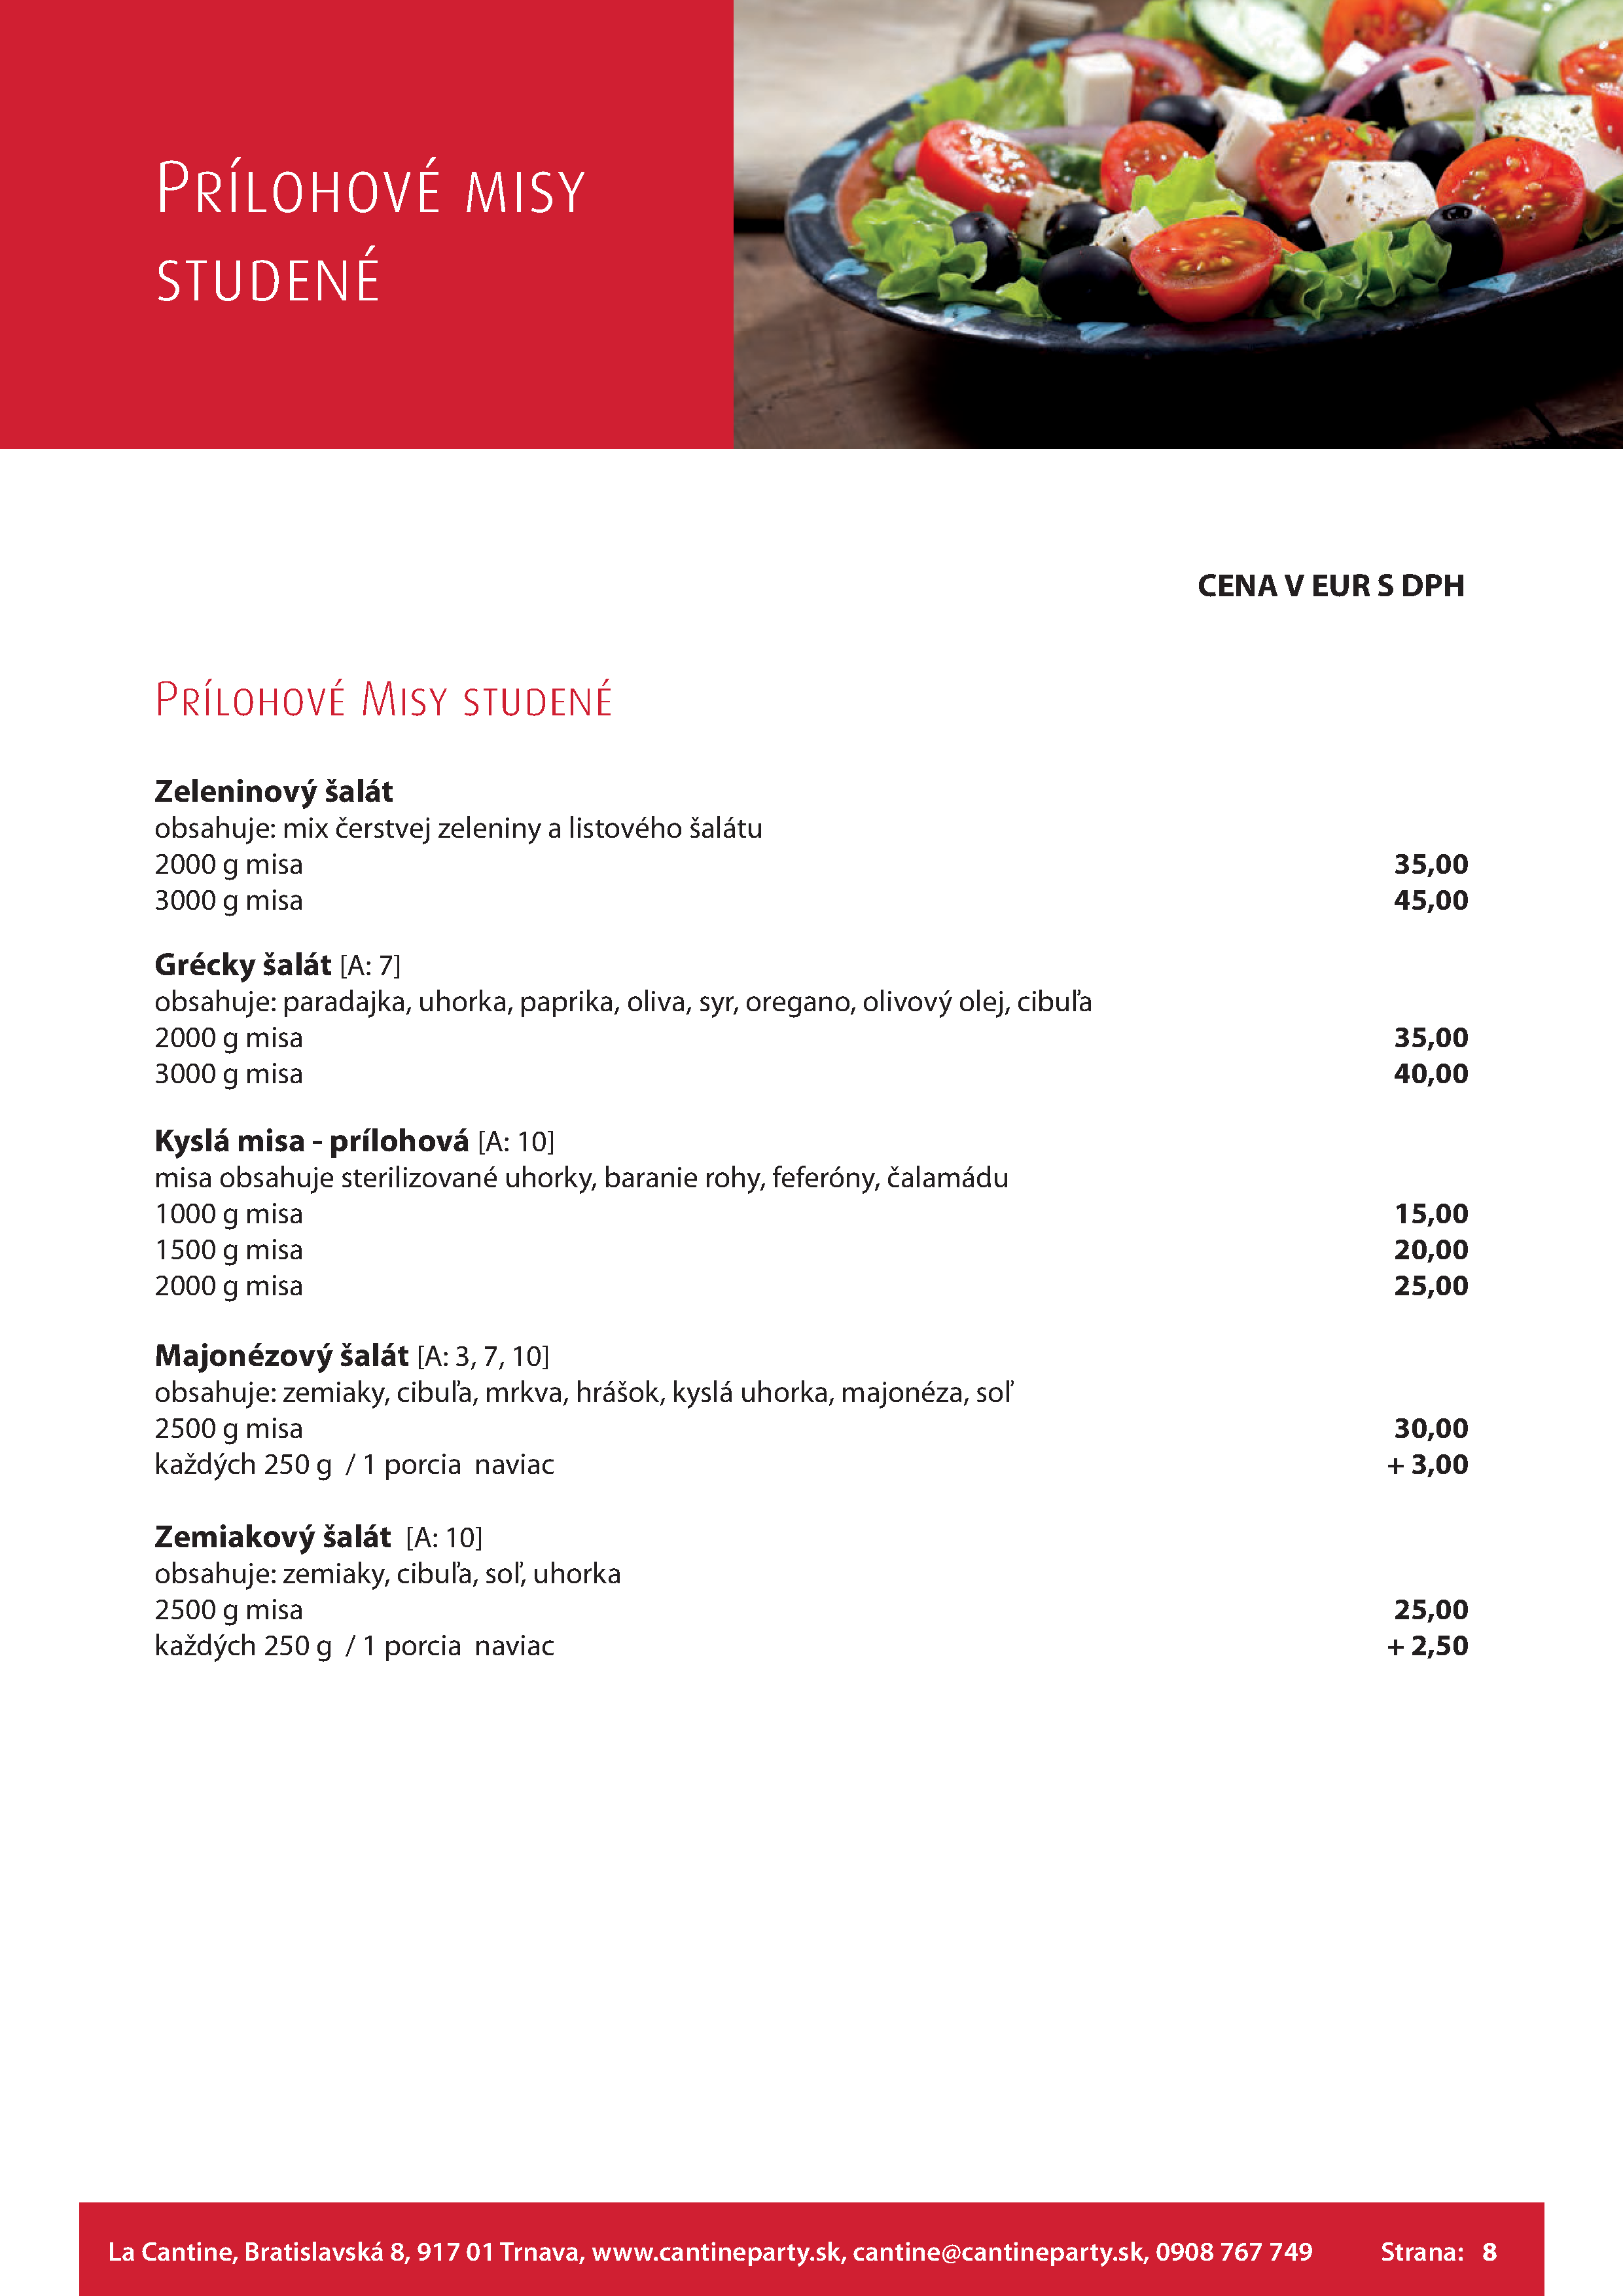 Prílohové misy
studené
CENA V EUR S DPH
Prílohové Misy studené
Zeleninový šalát
obsahuje: mix čerstvej zeleniny a listového šalátu
2000 g misa 35,00
3000 g misa 45,00
Grécky šalát [A: 7]
obsahuje: paradajka, uhorka, paprika, oliva, syr, oregano, olivový olej, cibuľa
2000 g misa 35,00
3000 g misa 40,00
Kyslá misa - prílohová [A: 10]
misa obsahuje sterilizované uhorky, baranie rohy, feferóny, čalamádu
1000 g misa 15,00
1500 g misa 20,00
2000 g misa 25,00
Majonézový šalát [A: 3, 7, 10]
obsahuje: zemiaky, cibuľa, mrkva, hrášok, kyslá uhorka, majonéza, soľ
2500 g misa 30,00
každých 250 g / 1 porcia naviac + 3,00
Zemiakový šalát [A: 10]
obsahuje: zemiaky, cibuľa, soľ, uhorka
2500 g misa 25,00
každých 250 g / 1 porcia naviac + 2,50
La Cantine, Bratislavská 8, 917 01 Trnava, www.cantineparty.sk, cantine@cantineparty.sk, 0908 767 749 Strana: 8